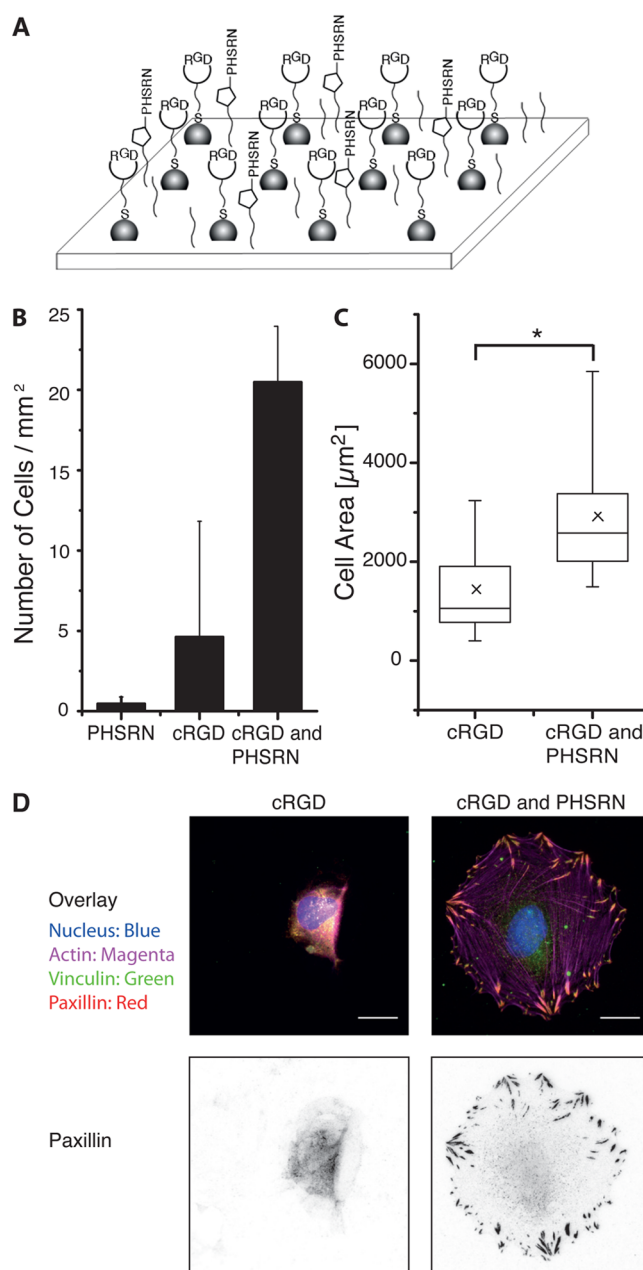 A
RGD
PHSRN
RGD
PHSRN
RGD
PHSRN
RGD
RGD
RGD
RGD
PHSRN
RGD
RGD
PHSRN
RGD
PHSRN
RGD
S
S
S
S
S
S
S
S
S
S
S
B
Number of Cells / mm²
25
20
15
10
5
0
PHSRN
cRGD
cRGD and
PHSRN
C
Cell Area [µm²]
6000
4000
2000
0
*
cRGD
cRGD and
PHSRN
D
cRGD
cRGD and PHSRN
Overlay
Nucleus: Blue
Actin: Magenta
Vinculin: Green
Paxillin: Red
Paxillin